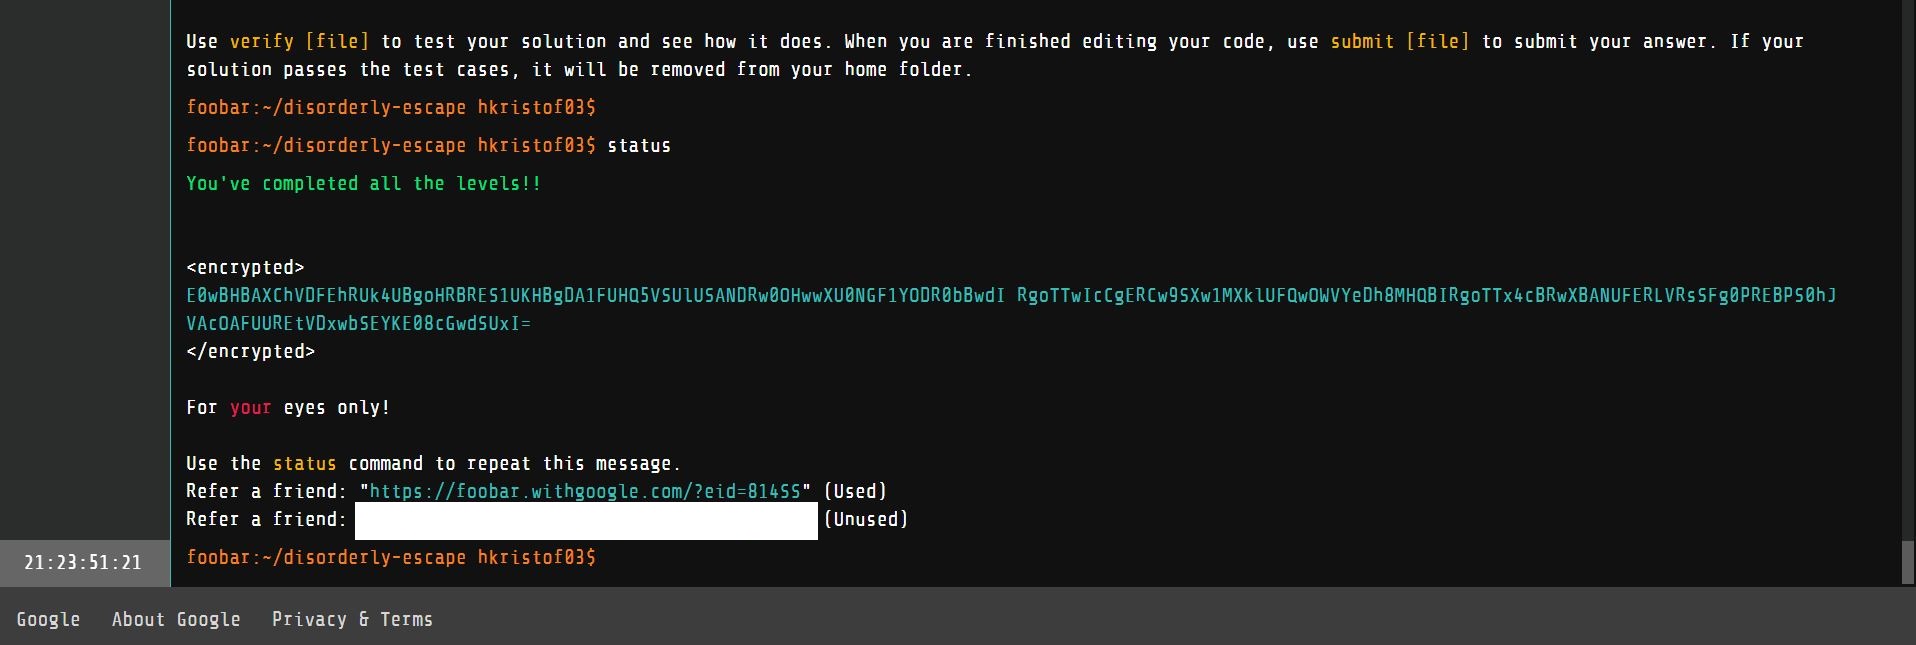 Use verify [file] to test your solution and see how it does. When you are finished editing your code, use submit [file] to submit your answer. If your
solution passes the test cases, it will be removed from your home folder.
foobar:~/disorderly-escape hkristof03$
foobar:~/disorderly-escape hkristof03$ status
You've completed all the levels!!
<encrypted>
E0wBHBAXChVDFEhRUk4UBgoHRBRES1UKHBgDA1FUHQ5VSUlUSANDRw0OHwwXU0NGF1YODR0bBwdI RgoTTwIcCgERCw9SXw1MXklUFQwOWVYeDh8MHQBIRgoTTx4cBRwXBANUFERLVRsSFg0PREBPS0hJ
VAcOAFUUREtVDxwbSEYKE08cGwdSUxI=
</encrypted>
For your eyes only!
Use the status command to repeat this message.
Refer a friend: "https://foobar.withgoogle.com/?eid=814SS" (Used)
Refer a friend: (Unused)
foobar:~/disorderly-escape hkristof03$
21:23:51:21
Google About Google Privacy & Terms